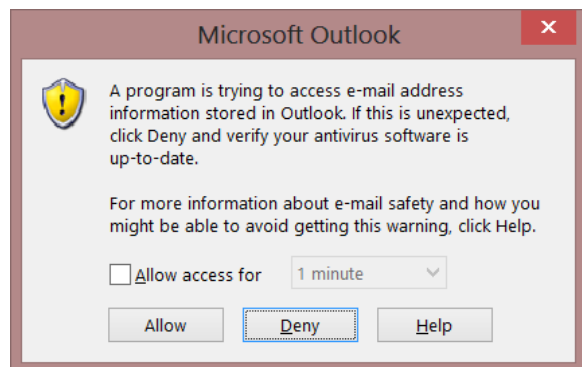 Microsoft Outlook
A program is trying to access e-mail address
information stored in Outlook. If this is unexpected,
click Deny and verify your antivirus software is
up-to-date.
For more information about e-mail safety and how you
might be able to avoid getting this warning, click Help.
Allow access for 1 minute
Allow Deny Help